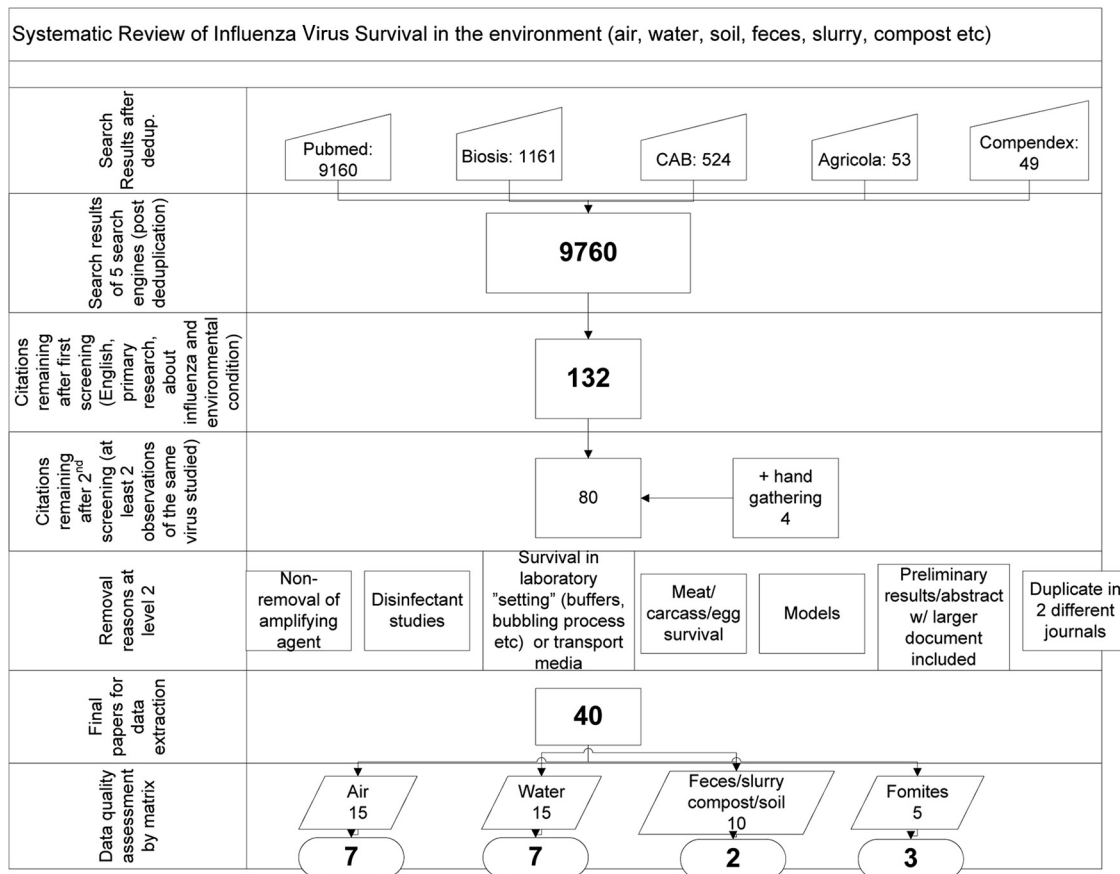 Systematic Review of Influenza Virus Survival in the environment (air, water, soil, feces, slurry, compost etc)
Search
Results after
dedup.
Pubmed:
9160
Biosis: 1161
CAB: 524
Agricola: 53
Compendex:
49
Search results
of 5 search
engines (post
deduplication)
9760
Citations
remaining
after first
screening
(English,
primary
research,
about
influenza and
environmental
condition)
132
Citations
remaining
after 2nd
screening (at
least 2
observations
of the same
virus studied)
80
+ hand
gathering
4
Removal
reasons at
level 2
Non-
removal of
amplifying
agent
Disinfectant
studies
Survival in
laboratory
"setting" (buffers,
bubbling process
etc) or transport
media
Meat/
carcass/egg
survival
Models
Preliminary
results/abstract
w/ larger
document
included
Duplicate in
2 different
journals
Final
papers for
data
extraction
40
Data quality
assessment
by matrix
Air
15
Water
15
Feces/slurry
compost/soil
10
Fomites
5
7
7
2
3